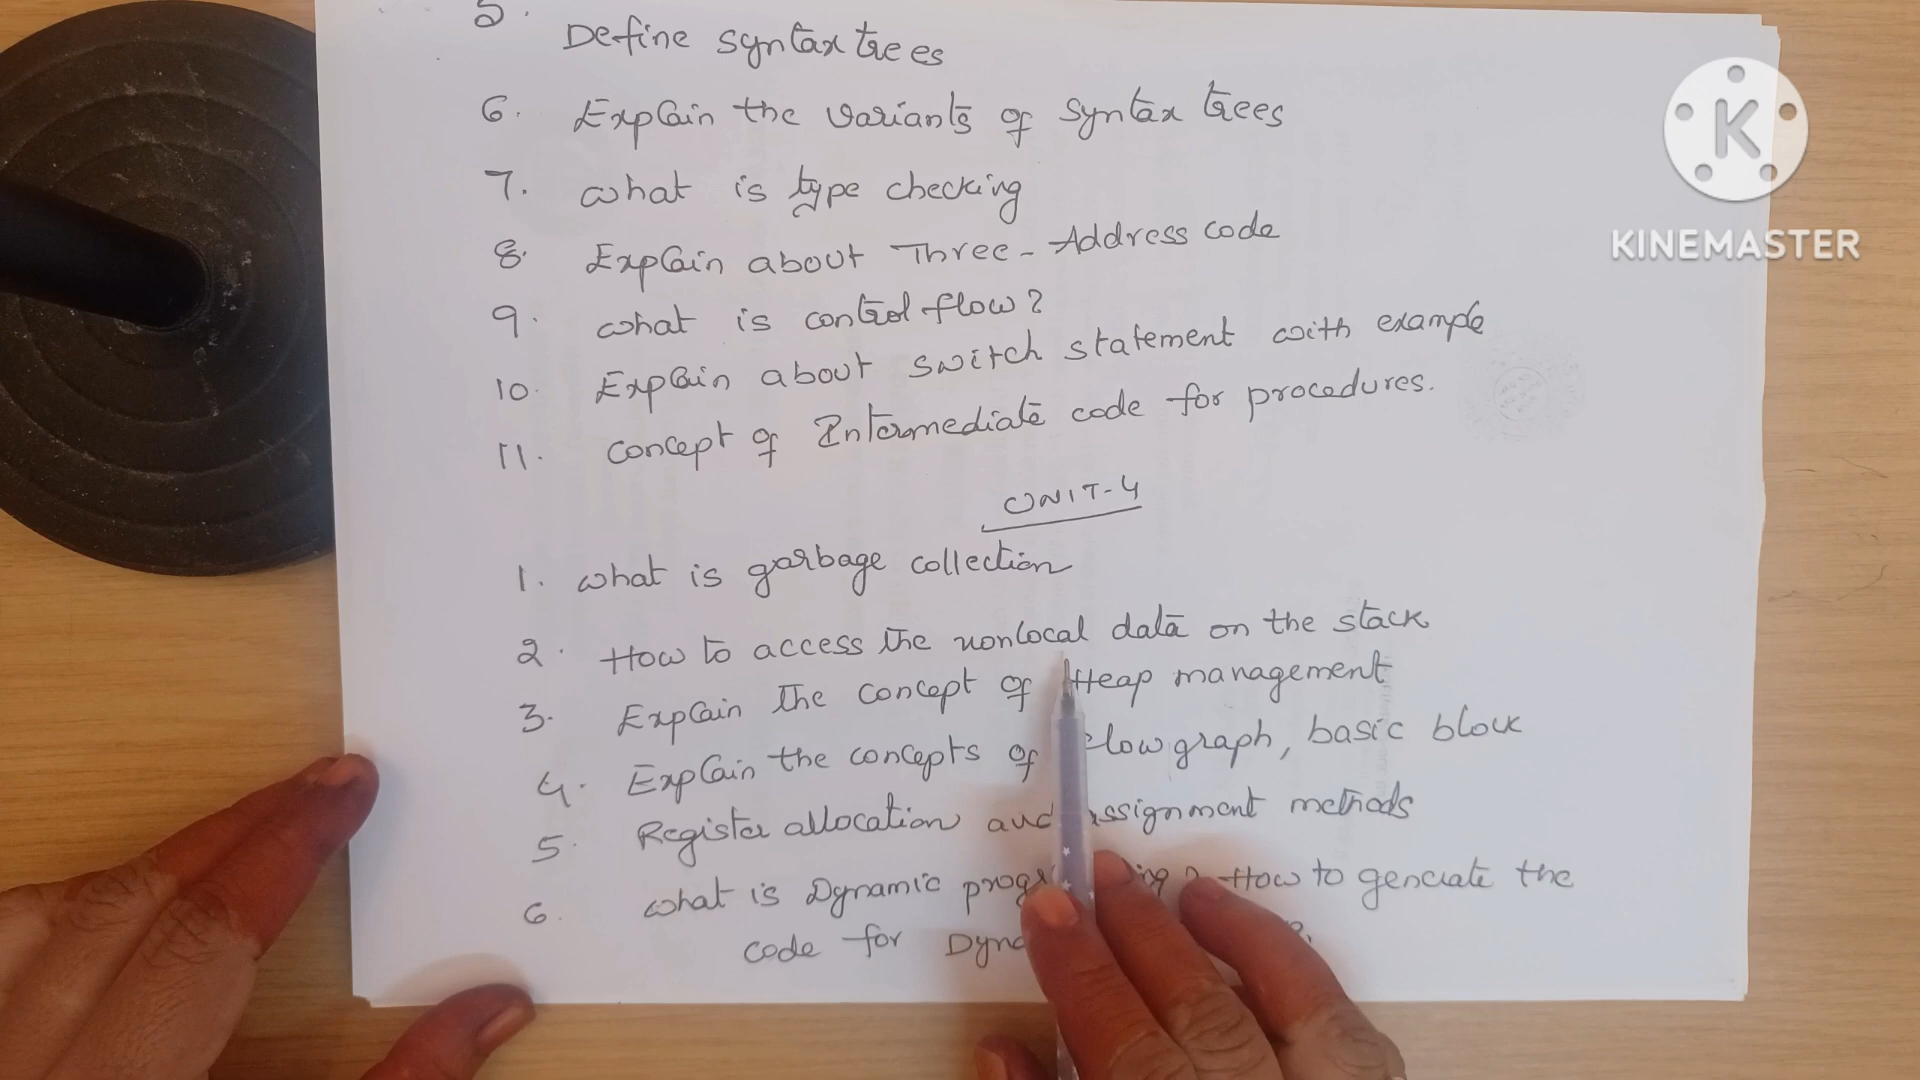 5.
Define syntax trees
6. Explain the variants of syntax trees
7. what is type checking
8. Explain about Three-Address code
9. what is control flow?
10. Explain about switch statement with example
11. concept of Intermediate code for procedures.
UNIT-4
1. what is garbage collection
2. How to access the nonlocal data on the stack
3. Explain the concept of Heap management
4. Explain the concepts of flow graph, basic block
5. Register allocation and assignment methods
6. what is Dynamic How to generate the
code for
K
KINEMASTER